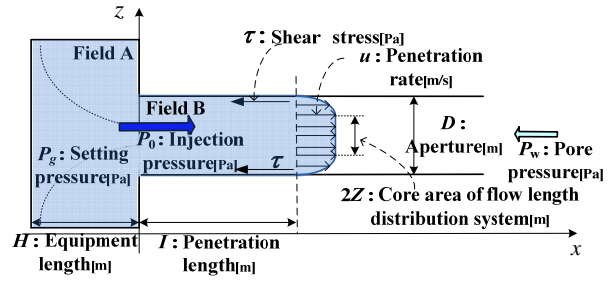 z
τ : Shear stress[Pa]
Field A
u : Penetration
rate[m/s]
Field B
P0 : Injection
pressure[Pa]
Pg : Setting
pressure[Pa]
τ
D :
Aperture[m]
Pw : Pore
pressure[Pa]
2Z : Core area of flow length
distribution system[m]
H : Equipment
length[m]
I : Penetration
length[m]
x